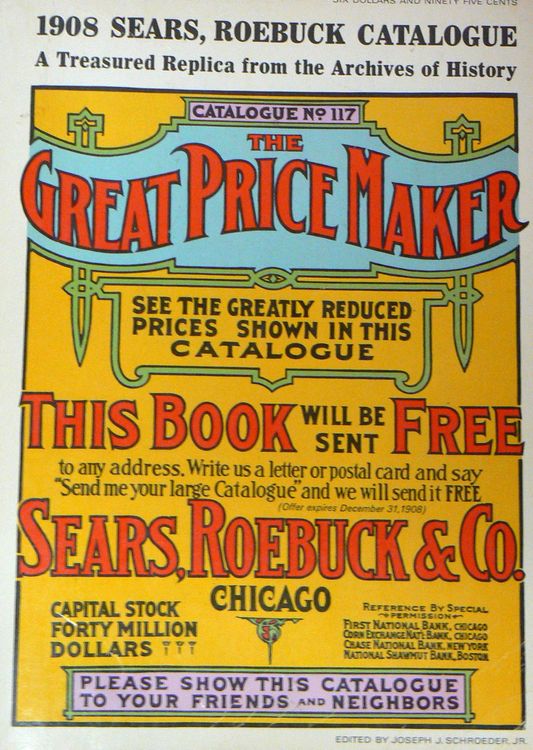 SIX DOLLARS AND NINETY FIVE CENTS
1908 SEARS, ROEBUCK CATALOGUE
A Treasured Replica from the Archives of History
CATALOGUE No 117
THE
GREAT PRICE MAKER
SEE THE GREATLY REDUCED
PRICES SHOWN IN THIS
CATALOGUE
THIS BOOK WILL BE SENT FREE
to any address. Write us a letter or postal card and say
"Send me your large Catalogue" and we will send it FREE
(Offer expires December 31, 1908)
SEARS, ROEBUCK & CO.
CHICAGO
CAPITAL STOCK
FORTY MILLION
DOLLARS
REFERENCE BY SPECIAL
PERMISSION
FIRST NATIONAL BANK, CHICAGO
CORN EXCHANGE NAT'L BANK, CHICAGO
CHASE NATIONAL BANK, NEW YORK
NATIONAL SHAWMUT BANK, BOSTON
PLEASE SHOW THIS CATALOGUE
TO YOUR FRIENDS AND NEIGHBORS
EDITED BY JOSEPH J. SCHROEDER, JR.